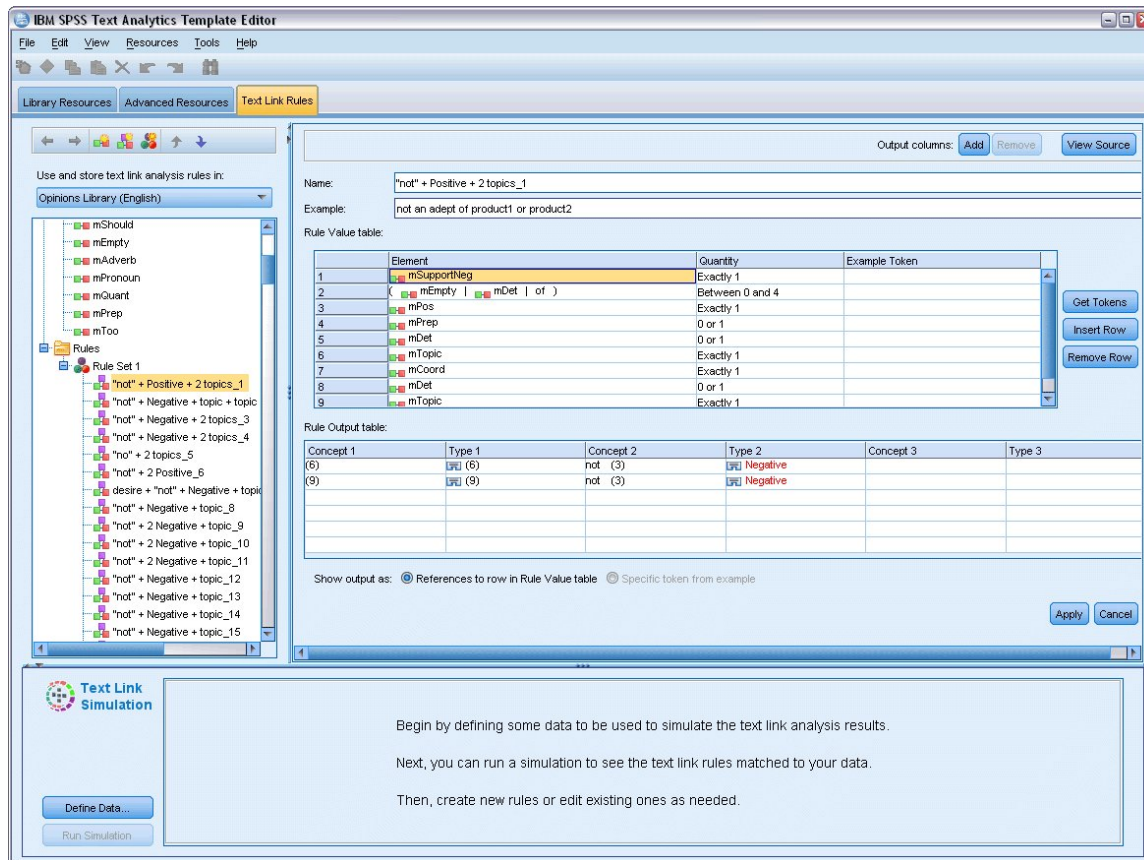 IBM SPSS Text Analytics Template Editor
File Edit View Resources Tools Help
Library Resources Advanced Resources Text Link Rules
Use and store text link analysis rules in:
Opinions Library (English)
mShould
mEmpty
mAdverb
mPronoun
mQuant
mPrep
mToo
Rules
Rule Set 1
"not" + Positive + 2 topics_1
"not" + Negative + topic + topic
"not" + Negative + 2 topics_3
"not" + Negative + 2 topics_4
"no" + 2 topics_5
"not" + 2 Positive_6
desire + "not" + Negative + topic
"not" + Negative + topic_8
"not" + 2 Negative + topic_9
"not" + 2 Negative + topic_10
"not" + 2 Negative + topic_11
"not" + Negative + topic_12
"not" + Negative + topic_13
"not" + Negative + topic_14
"not" + Negative + topic_15
Output columns: Add Remove View Source
Name: "not" + Positive + 2 topics_1
Example: not an adept of product1 or product2
Rule Value table:
Element Quantity Example Token
1 mSupportNeg Exactly 1
2 ( mEmpty | mDet | of ) Between 0 and 4
3 mPos Exactly 1
4 mPrep 0 or 1
5 mDet 0 or 1
6 mTopic Exactly 1
7 mCoord Exactly 1
8 mDet 0 or 1
9 mTopic Exactly 1
Get Tokens
Insert Row
Remove Row
Rule Output table:
Concept 1 Type 1 Concept 2 Type 2 Concept 3 Type 3
(6) (6) not (3) Negative
(9) (9) not (3) Negative
Show output as: References to row in Rule Value table Specific token from example
Apply Cancel
Text Link
Simulation
Define Data...
Run Simulation
Begin by defining some data to be used to simulate the text link analysis results.
Next, you can run a simulation to see the text link rules matched to your data.
Then, create new rules or edit existing ones as needed.